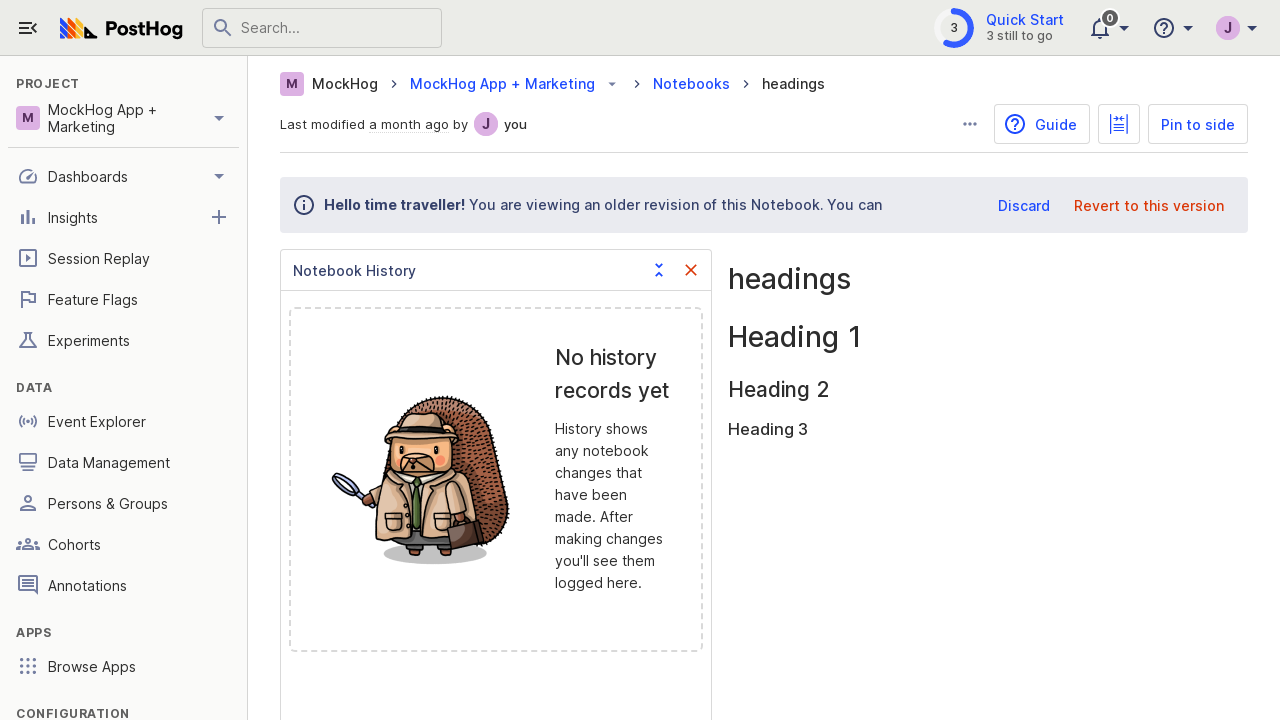 PostHog
Search...
3
Quick Start
3 still to go
0
J
PROJECT
M
MockHog App +
Marketing
Dashboards
Insights
Session Replay
Feature Flags
Experiments
DATA
Event Explorer
Data Management
Persons & Groups
Cohorts
Annotations
APPS
Browse Apps
CONFIGURATION
M MockHog
MockHog App + Marketing
Notebooks
headings
Last modified a month ago by J you
Guide
Pin to side
Hello time traveller! You are viewing an older revision of this Notebook. You can
Discard
Revert to this version
Notebook History
No history
records yet
History shows
any notebook
changes that
have been
made. After
making changes
you'll see them
logged here.
headings
Heading 1
Heading 2
Heading 3